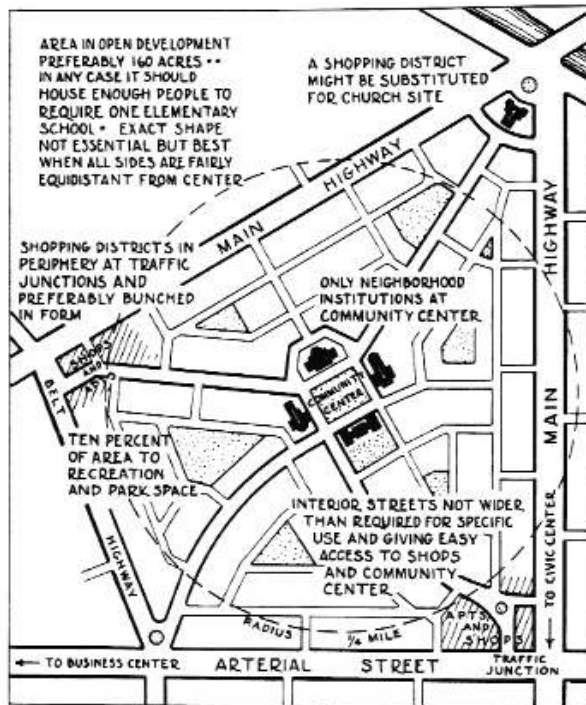 AREA IN OPEN DEVELOPMENT
PREFERABLY 160 ACRES ••
IN ANY CASE IT SHOULD
HOUSE ENOUGH PEOPLE TO
REQUIRE ONE ELEMENTARY
SCHOOL • EXACT SHAPE
NOT ESSENTIAL BUT BEST
WHEN ALL SIDES ARE FAIRLY
EQUIDISTANT FROM CENTER
A SHOPPING DISTRICT
MIGHT BE SUBSTITUTED
FOR CHURCH SITE
MAIN HIGHWAY
HIGHWAY
MAIN
SHOPPING DISTRICTS IN
PERIPHERY AT TRAFFIC
JUNCTIONS AND
PREFERABLY BUNCHED
IN FORM
ONLY NEIGHBORHOOD
INSTITUTIONS AT
COMMUNITY CENTER
SHOPS
AND
APTS
BELT
HIGHWAY
COMMUNITY
CENTER
TEN PERCENT
OF AREA TO
RECREATION
AND PARK SPACE
INTERIOR STREETS NOT WIDER
THAN REQUIRED FOR SPECIFIC
USE AND GIVING EASY
ACCESS TO SHOPS
AND COMMUNITY
CENTER
→ TO CIVIC CENTER
RADIUS ¼ MILE
APTS
AND
SHOPS
← TO BUSINESS CENTER
ARTERIAL STREET
TRAFFIC
JUNCTION